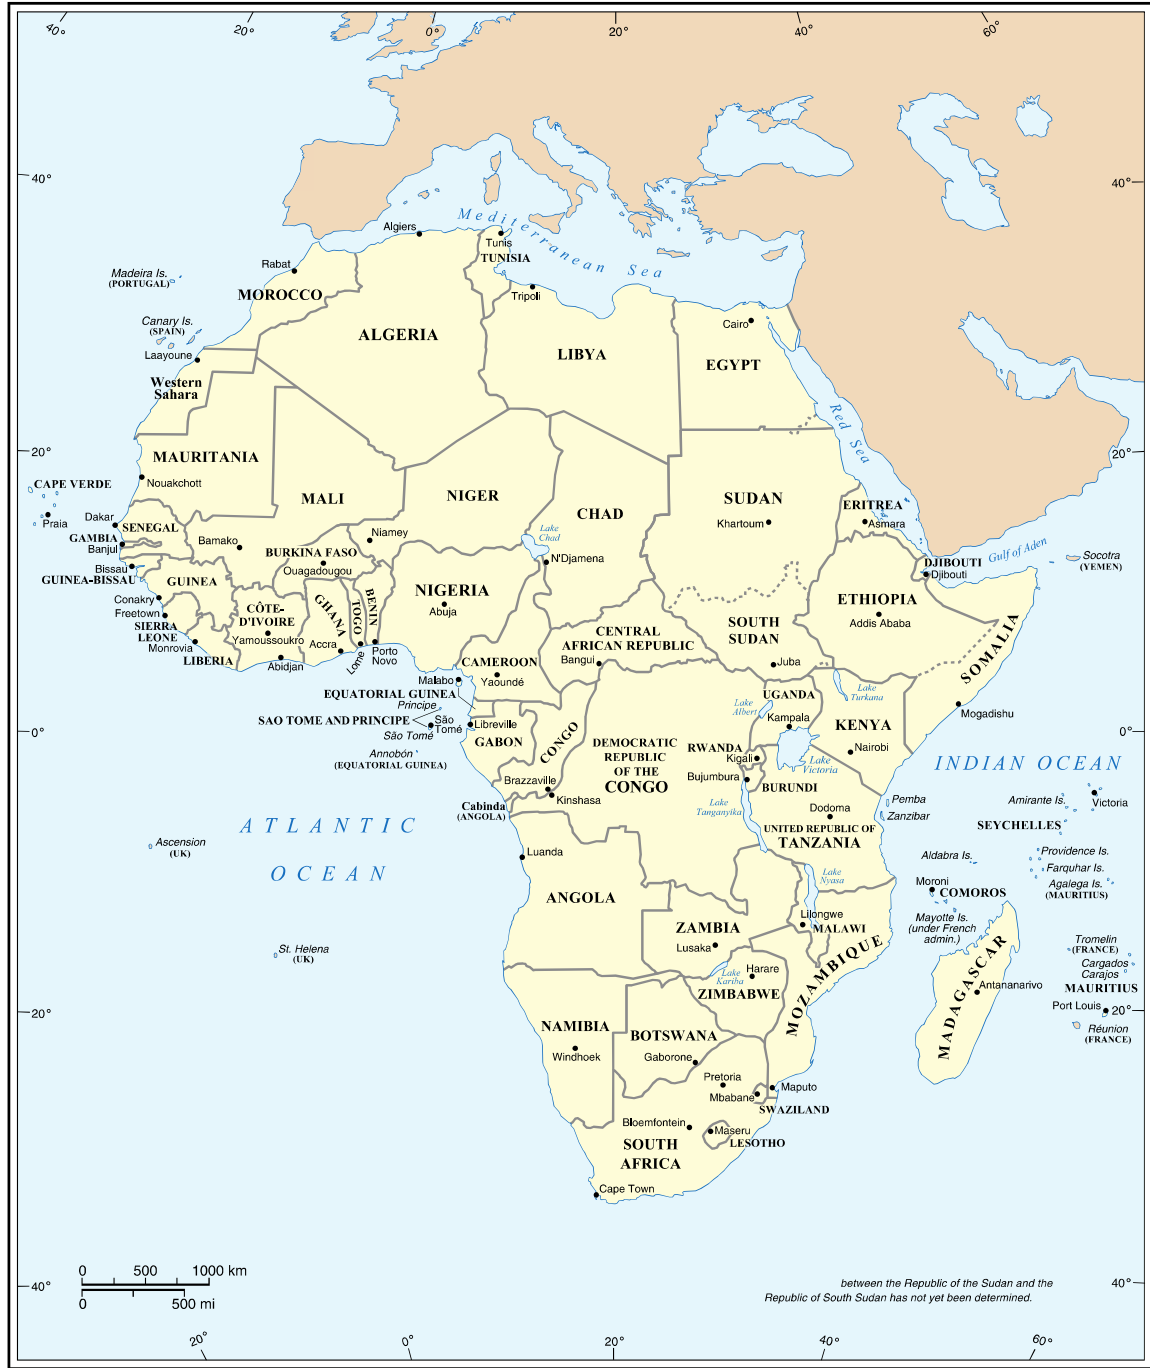 40°
20°
0°
20°
40°
60°
40°
40°
Mediterranean Sea
Algiers
Tunis
TUNISIA
Rabat
Madeira Is.
(PORTUGAL)
MOROCCO
Tripoli
Canary Is.
(SPAIN)
Cairo
ALGERIA
LIBYA
EGYPT
Laayoune
Western
Sahara
Red Sea
20°
20°
MAURITANIA
Nouakchott
CAPE VERDE
Praia
MALI
NIGER
CHAD
SUDAN
Khartoum
ERITREA
Asmara
Dakar
SENEGAL
GAMBIA
Banjul
Bamako
Niamey
Lake
Chad
N'Djamena
Gulf of Aden
Socotra
(YEMEN)
BURKINA FASO
Ouagadougou
Bissau
GUINEA-BISSAU
GUINEA
DJIBOUTI
Djibouti
NIGERIA
Abuja
ETHIOPIA
Addis Ababa
Conakry
Freetown
SIERRA
LEONE
CÔTE-
D'IVOIRE
Yamoussoukro
GHANA
TOGO
BENIN
SOUTH
SUDAN
SOMALIA
Monrovia
LIBERIA
Abidjan
Accra
Lome
Porto
Novo
CENTRAL
AFRICAN REPUBLIC
Bangui
Juba
CAMEROON
Yaoundé
Malabo
EQUATORIAL GUINEA
Principe
SAO TOME AND PRINCIPE
São
Tomé
São Tomé
Libreville
GABON
CONGO
UGANDA
Lake
Albert
Kampala
Lake
Turkana
KENYA
Nairobi
Mogadishu
0°
0°
Annobón
(EQUATORIAL GUINEA)
DEMOCRATIC
REPUBLIC
OF THE
CONGO
RWANDA
Kigali
Bujumbura
BURUNDI
Lake
Victoria
INDIAN OCEAN
Brazzaville
Kinshasa
Cabinda
(ANGOLA)
Lake
Tanganyika
Dodoma
UNITED REPUBLIC OF
TANZANIA
Pemba
Zanzibar
Amirante Is.
Victoria
SEYCHELLES
ATLANTIC
OCEAN
Ascension
(UK)
Luanda
Lake
Nyasa
Aldabra Is.
Providence Is.
Farquhar Is.
Agalega Is.
(MAURITIUS)
Moroni
COMOROS
ANGOLA
Mayotte Is.
(under French
admin.)
ZAMBIA
Lusaka
Lilongwe
MALAWI
St. Helena
(UK)
MOZAMBIQUE
Tromelin
(FRANCE)
Cargados
Carajos
MAURITIUS
Port Louis
20°
Réunion
(FRANCE)
MADAGASCAR
Antananarivo
Lake
Kariba
Harare
ZIMBABWE
20°
NAMIBIA
Windhoek
BOTSWANA
Gaborone
Pretoria
Mbabane
Maputo
SWAZILAND
Bloemfontein
Maseru
LESOTHO
SOUTH
AFRICA
Cape Town
0 500 1000 km
0 500 mi
40°
40°
between the Republic of the Sudan and the
Republic of South Sudan has not yet been determined.
20°
0°
20°
40°
60°